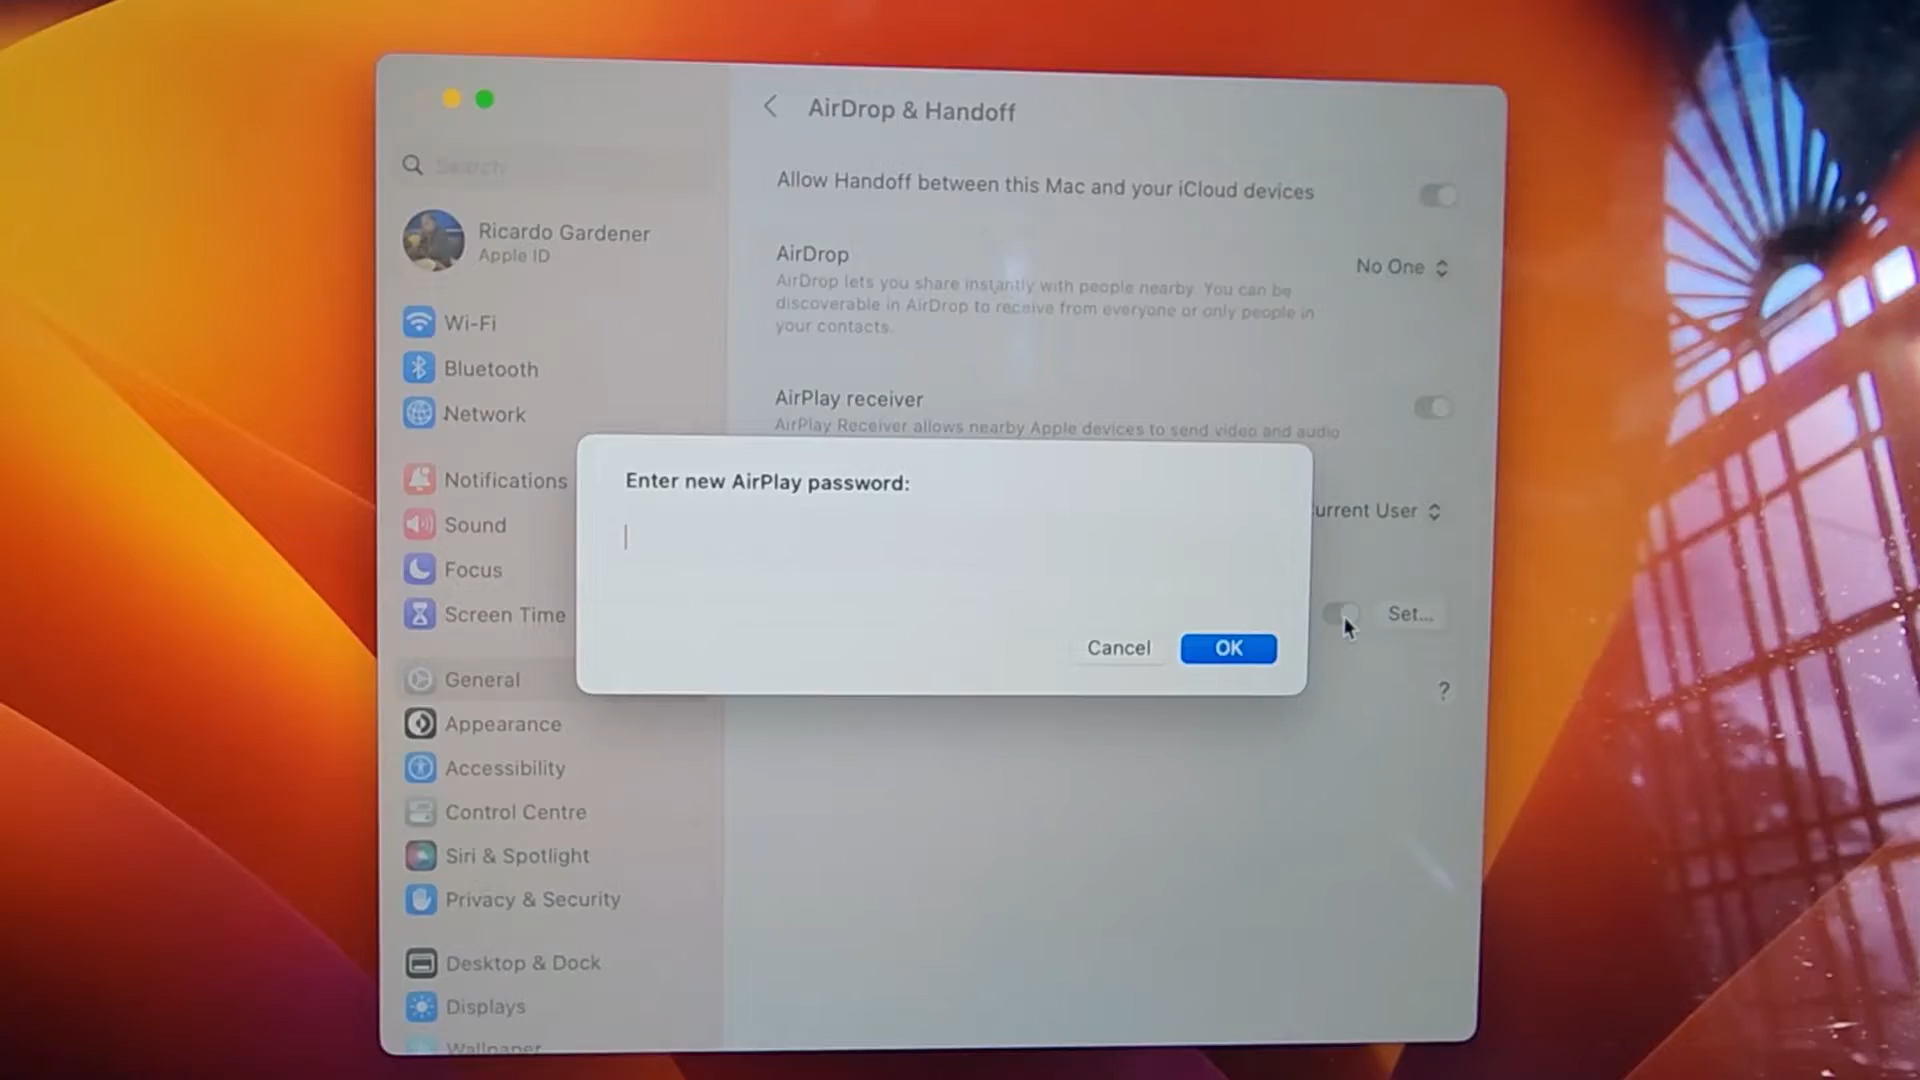 AirDrop & Handoff
Search
Ricardo Gardener
Apple ID
Wi-Fi
Bluetooth
Network
Notifications
Sound
Focus
Screen Time
General
Appearance
Accessibility
Control Centre
Siri & Spotlight
Privacy & Security
Desktop & Dock
Displays
Wallpaper
Allow Handoff between this Mac and your iCloud devices
AirDrop
No One
AirDrop lets you share instantly with people nearby. You can be
discoverable in AirDrop to receive from everyone or only people in
your contacts.
AirPlay receiver
AirPlay Receiver allows nearby Apple devices to send video and audio
urrent User
Set...
?
Enter new AirPlay password:
Cancel
OK